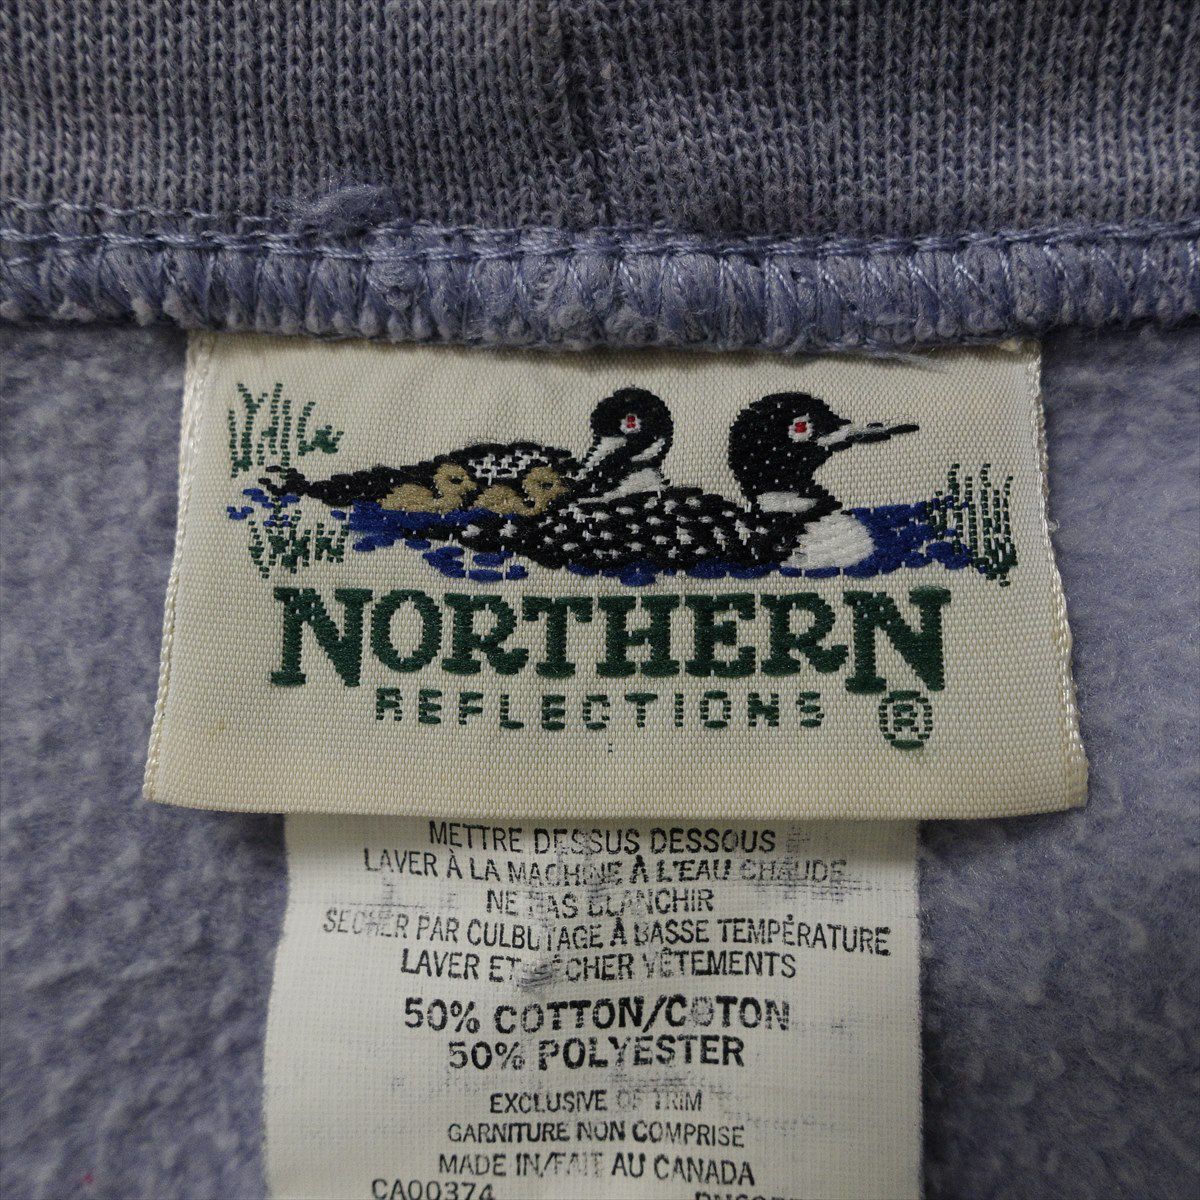 NORTHERN
REFLECTIONS ®
METTRE DESSUS DESSOUS
LAVER À LA MACHINE À L'EAU CHAUDE
NE PAS BLANCHIR
SÉCHER PAR CULBUTAGE À BASSE TEMPÉRATURE
LAVER ET SÉCHER VÊTEMENTS
50% COTTON/COTON
50% POLYESTER
EXCLUSIVE OF TRIM
GARNITURE NON COMPRISE
MADE IN/FAIT AU CANADA
CA00374